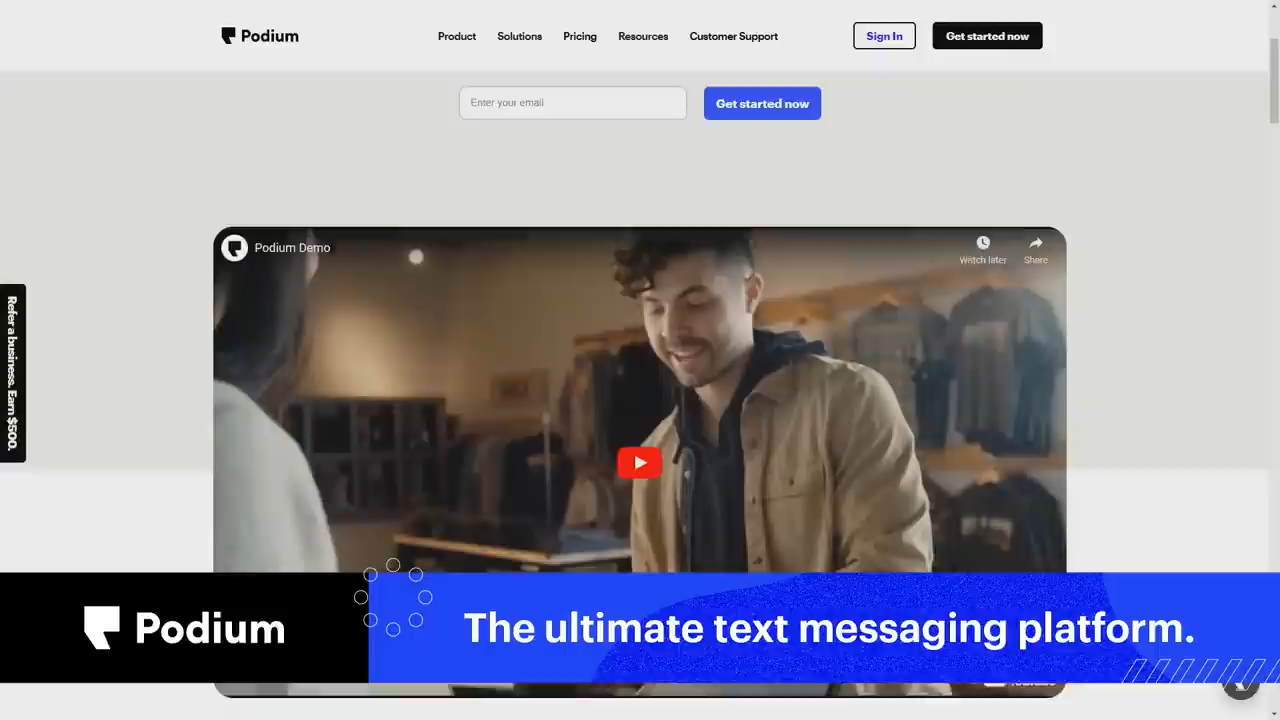 Podium
Product Solutions Pricing Resources Customer Support
Sign In
Get started now
Enter your email
Get started now
Podium Demo
Watch later
Share
Refer a business. Earn $500.
Podium
The ultimate text messaging platform.